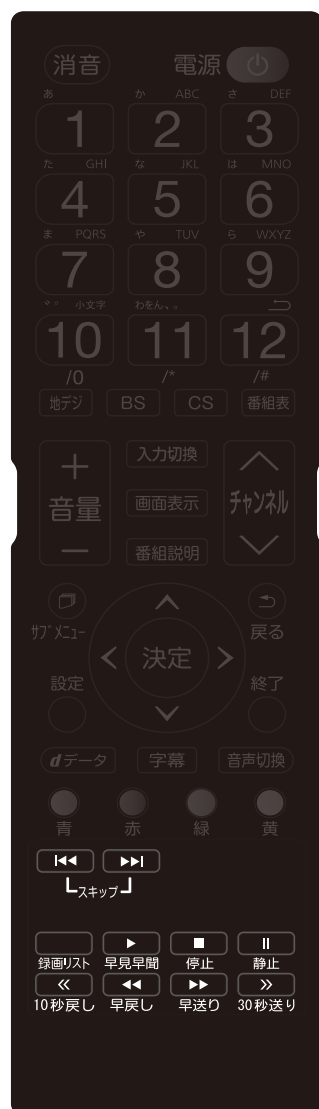 消音 電源
あ か ABC さ DEF
1 2 3
た GHI な JKL は MNO
4 5 6
ま PQRS や TUV ら WXYZ
7 8 9
゛゜ 小文字 わをん、。
10 11 12
/0 /* /#
地デジ BS CS 番組表
+ 入力切換
音量 画面表示 チャンネル
− 番組説明
サブメニュー 戻る
決定
設定 終了
dデータ 字幕 音声切換
青 赤 緑 黄
スキップ
録画リスト 早見早聞 停止 静止
10秒戻し 早戻し 早送り 30秒送り